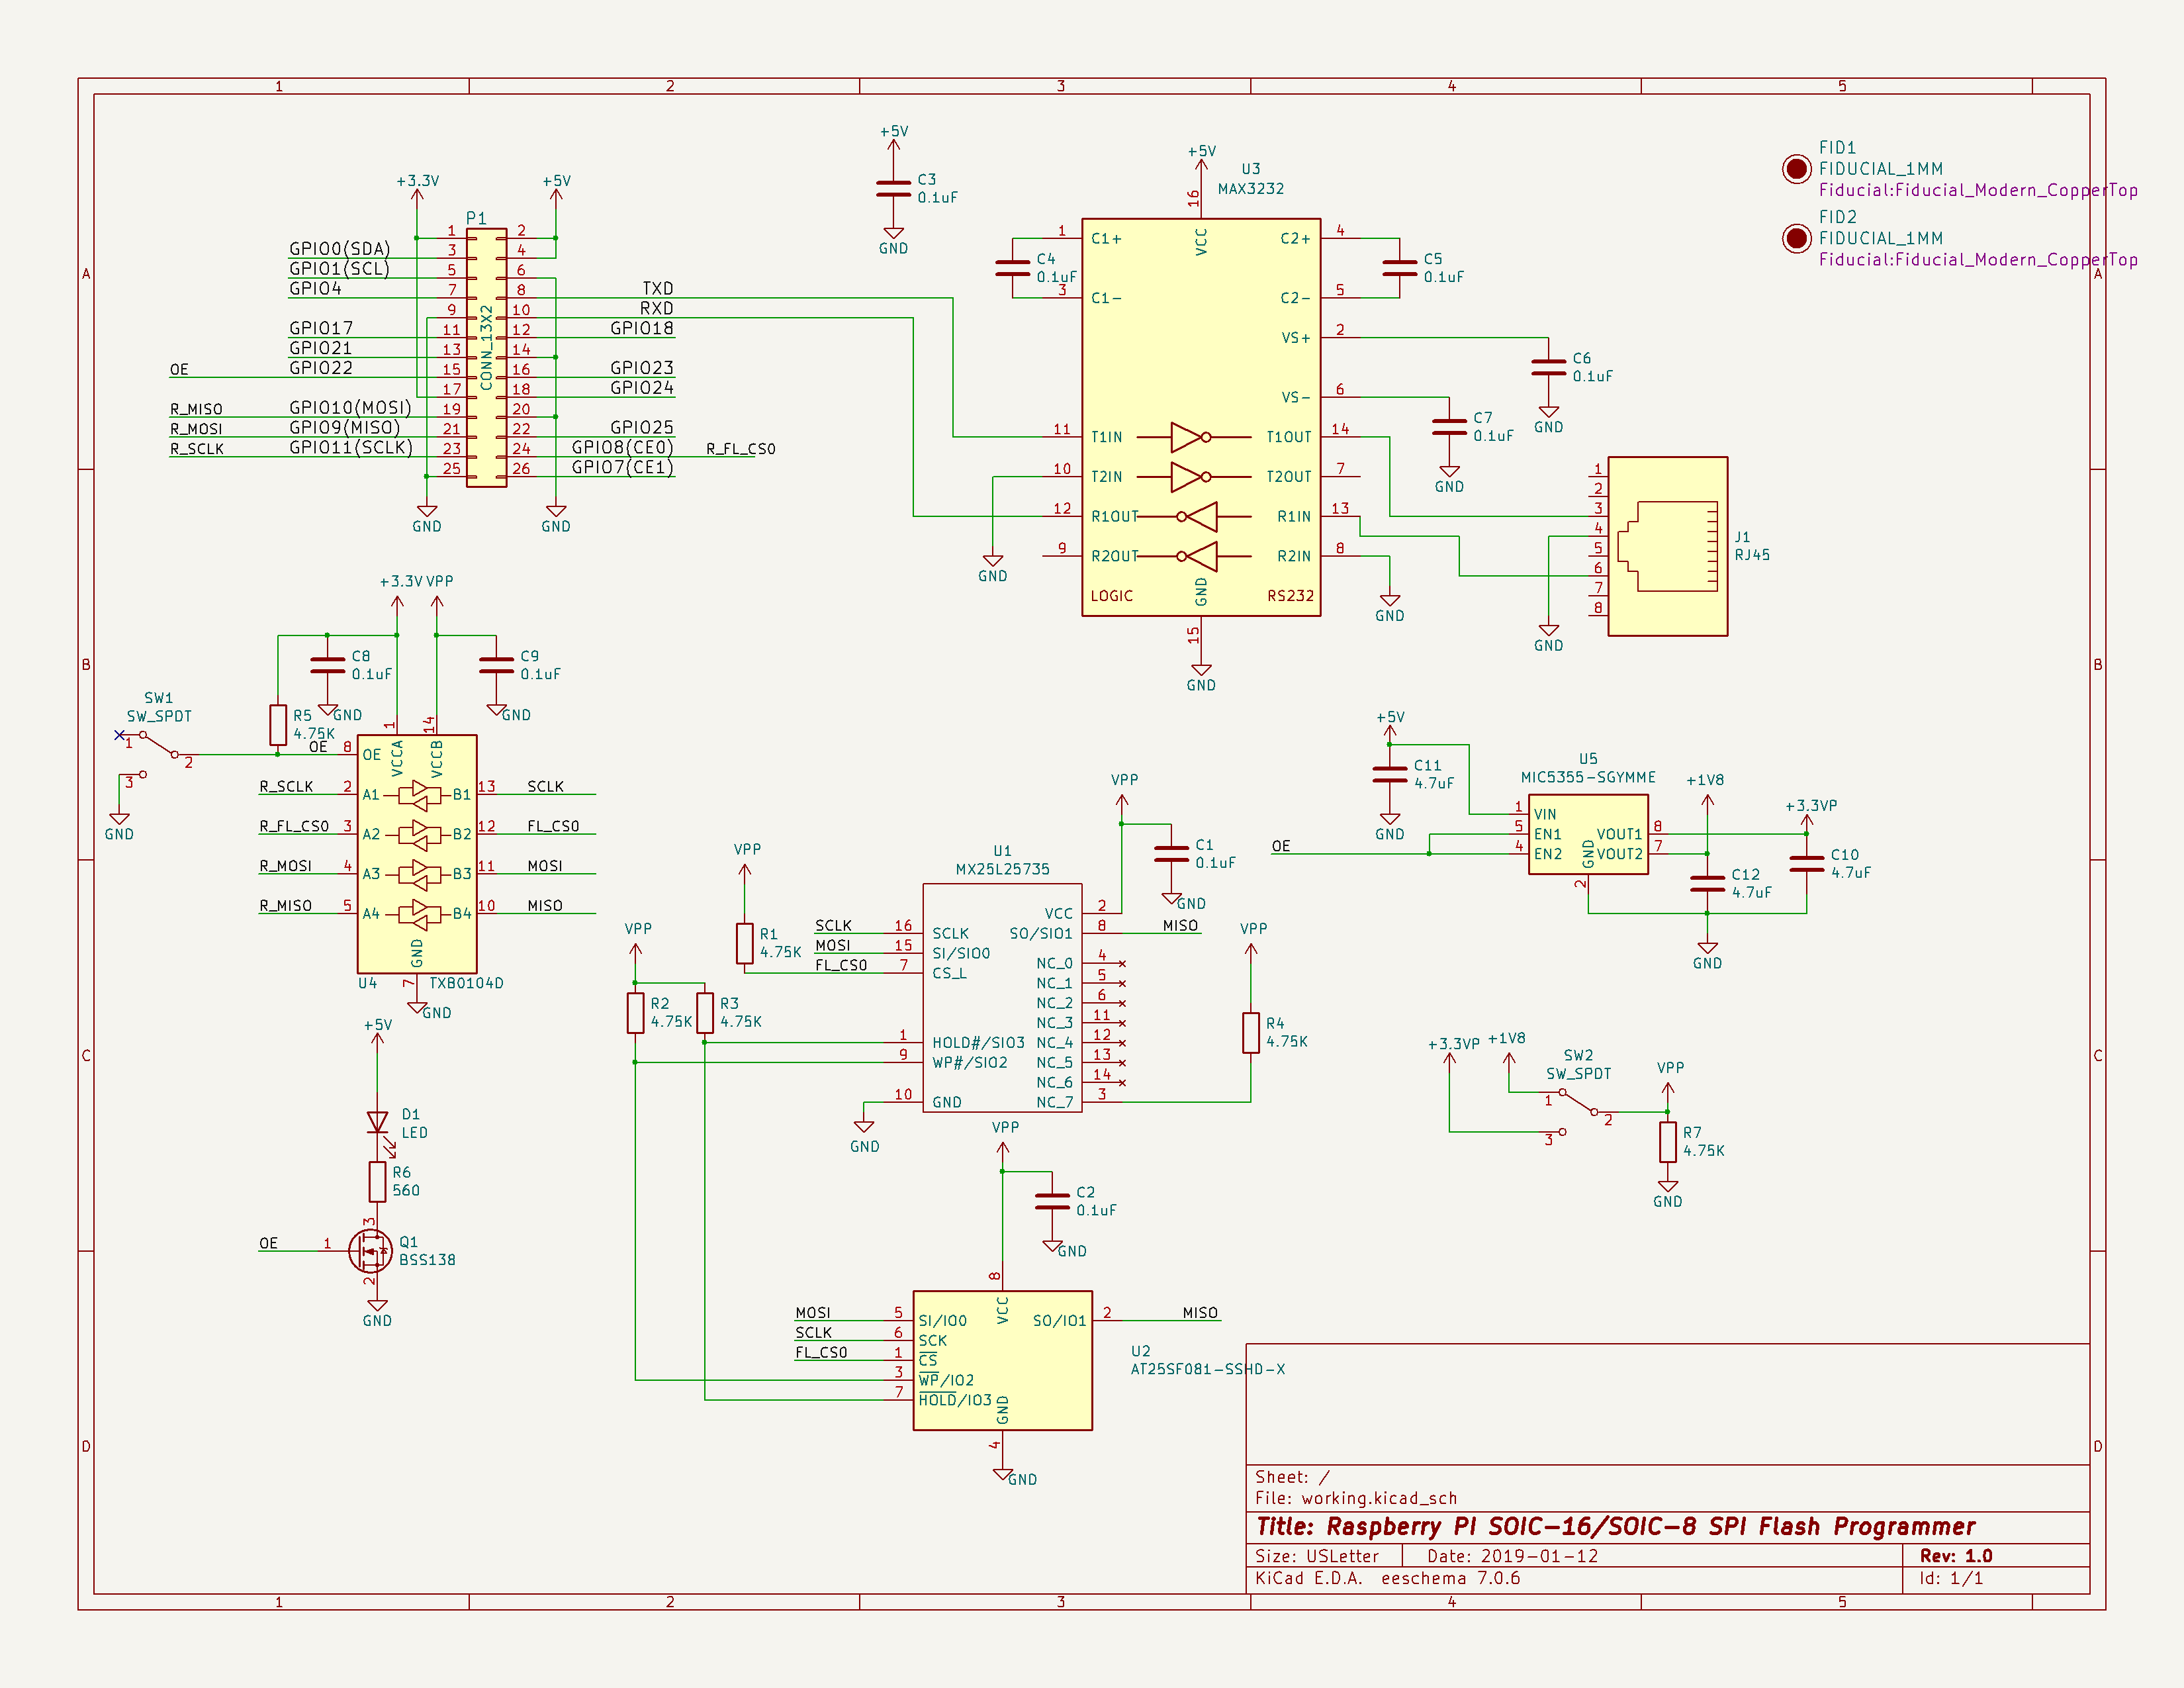 1 2 3 4 5
A
B
C
D
A
B
C
D
1 2 3 4 5
+3.3V
+5V
P1
CONN_13X2
1 2
GPIO0(SDA) 3 4
GPIO1(SCL) 5 6
GPIO4 7 8 TXD
9 10 RXD
GPIO17 11 12 GPIO18
GPIO21 13 14
OE GPIO22 15 16 GPIO23
17 18 GPIO24
R_MISO GPIO10(MOSI) 19 20
R_MOSI GPIO9(MISO) 21 22 GPIO25
R_SCLK GPIO11(SCLK) 23 24 GPIO8(CE0) R_FL_CS0
25 26 GPIO7(CE1)
GND
GND
+5V
C3
0.1uF
GND
+5V
U3
MAX3232
16
VCC
1 C1+ C2+ 4
C4
0.1uF
C5
0.1uF
3 C1- C2- 5
VS+ 2
C6
0.1uF
GND
VS- 6
C7
0.1uF
GND
11 T1IN T1OUT 14
10 T2IN T2OUT 7
12 R1OUT R1IN 13
9 R2OUT R2IN 8
GND
GND
LOGIC GND RS232
15
GND
1
2
3
4
5
6
7
8
J1
RJ45
GND
FID1
FIDUCIAL_1MM
Fiducial:Fiducial_Modern_CopperTop
FID2
FIDUCIAL_1MM
Fiducial:Fiducial_Modern_CopperTop
+3.3V VPP
C8
0.1uF
GND
C9
0.1uF
GND
SW1
SW_SPDT
1
2
3
GND
R5
4.75K
1 14
VCCA VCCB
OE 8 OE
R_SCLK 2 A1 B1 13 SCLK
R_FL_CS0 3 A2 B2 12 FL_CS0
R_MOSI 4 A3 B3 11 MOSI
R_MISO 5 A4 B4 10 MISO
GND
U4 7 TXB0104D
GND
+5V
D1
LED
R6
560
3
OE 1
Q1
BSS138
2
GND
VPP
R1
4.75K
VPP
R2
4.75K
R3
4.75K
VPP
C1
0.1uF
GND
U1
MX25L25735
VCC 2
SCLK 16 SCLK SO/SIO1 8 MISO
MOSI 15 SI/SIO0
FL_CS0 7 CS_L
NC_0 4
NC_1 5
NC_2 6
NC_3 11
1 HOLD#/SIO3 NC_4 12
9 WP#/SIO2 NC_5 13
NC_6 14
10 GND NC_7 3
GND
VPP
R4
4.75K
VPP
C2
0.1uF
GND
8
VCC
MOSI 5 SI/IO0 SO/IO1 2 MISO
SCLK 6 SCK
FL_CS0 1 CS
3 WP/IO2
7 HOLD/IO3
GND
4
GND
U2
AT25SF081-SSHD-X
+5V
C11
4.7uF
GND
U5
MIC5355-SGYMME
1 VIN
5 EN1 VOUT1 8
OE 4 EN2 VOUT2 7
GND
2
+1V8
+3.3VP
C10
4.7uF
C12
4.7uF
GND
+3.3VP +1V8
SW2
SW_SPDT
1
2
3
VPP
R7
4.75K
GND
Sheet: /
File: working.kicad_sch
Title: Raspberry PI SOIC-16/SOIC-8 SPI Flash Programmer
Size: USLetter Date: 2019-01-12 Rev: 1.0
KiCad E.D.A. eeschema 7.0.6 Id: 1/1